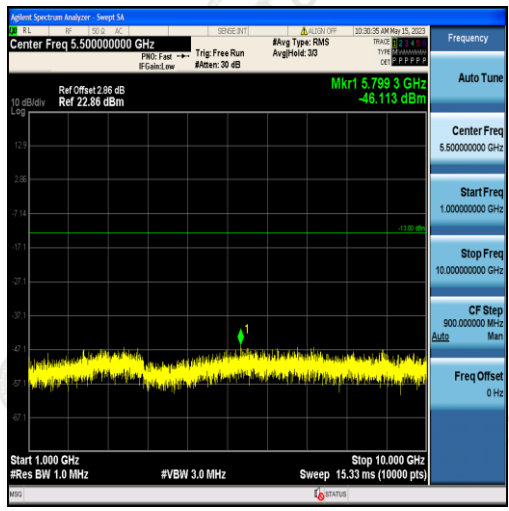 Agilent Spectrum Analyzer - Swept SA
RL RF 50 Ω AC SENSE:INT ALIGN OFF 10:30:35 AM May 15, 2023
Center Freq 5.500000000 GHz
#Avg Type: RMS
TRACE 1 2 3 4 5 6
PNO: Fast
Trig: Free Run
Avg|Hold: 3/3
TYPE M
IFGain:Low
#Atten: 30 dB
DET P P P P P P
Mkr1 5.799 3 GHz
-46.113 dBm
Ref Offset 2.86 dB
10 dB/div Ref 22.86 dBm
Log
12.9
2.86
-7.14
-13.00 dBm
-17.1
-27.1
-37.1
1
-47.1
-57.1
-67.1
Start 1.000 GHz Stop 10.000 GHz
#Res BW 1.0 MHz #VBW 3.0 MHz Sweep 15.33 ms (10000 pts)
MSG STATUS
Frequency
Auto Tune
Center Freq
5.500000000 GHz
Start Freq
1.000000000 GHz
Stop Freq
10.000000000 GHz
CF Step
900.000000 MHz
Auto Man
Freq Offset
0 Hz